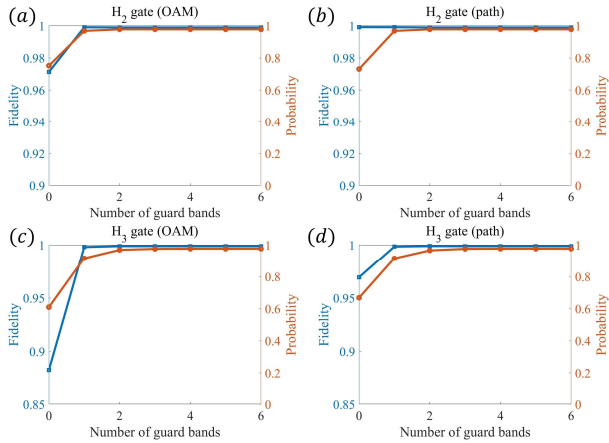 (a)
H2 gate (OAM)
1
0.98
0.96
0.94
0.92
0.9
Fidelity
1
0.8
0.6
0.4
0.2
0
Probability
0 2 4 6
Number of guard bands
(b)
H2 gate (path)
1
0.98
0.96
0.94
0.92
0.9
Fidelity
1
0.8
0.6
0.4
0.2
0
Probability
0 2 4 6
Number of guard bands
(c)
H3 gate (OAM)
1
0.95
0.9
0.85
Fidelity
1
0.8
0.6
0.4
0.2
0
Probability
0 2 4 6
Number of guard bands
(d)
H3 gate (path)
1
0.95
0.9
0.85
Fidelity
1
0.8
0.6
0.4
0.2
0
Probability
0 2 4 6
Number of guard bands